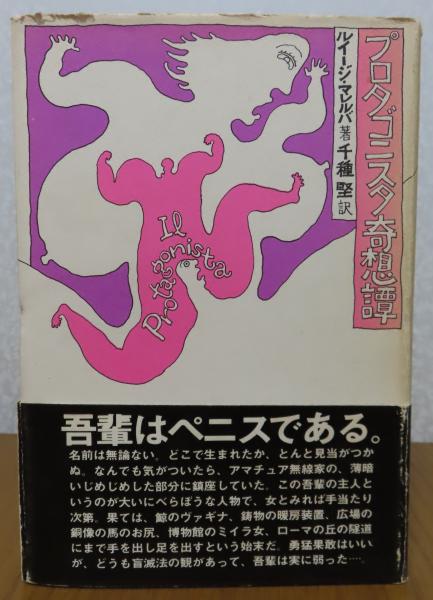 プロタゴニスタ奇想譚
ルイージ・マレルバ著
千種堅訳
Il
Protagonista
吾輩はペニスである。
名前は無論ない。どこで生まれたか、とんと見当がつか
ぬ。なんでも気がついたら、アマチュア無線家の、薄暗
いじめじめした部分に鎮座していた。この吾輩の主人と
いうのが大いにべらぼうな人物で、女とみれば手当たり
次第。果ては、鯨のヴァギナ、鋳物の暖房装置、広場の
銅像の馬のお尻、博物館のミイラ女、ローマの丘の隧道
にまで手を出し足を出すという始末だ。勇猛果敢はいい
が、どうも盲滅法の観があって、吾輩は実に弱った……。